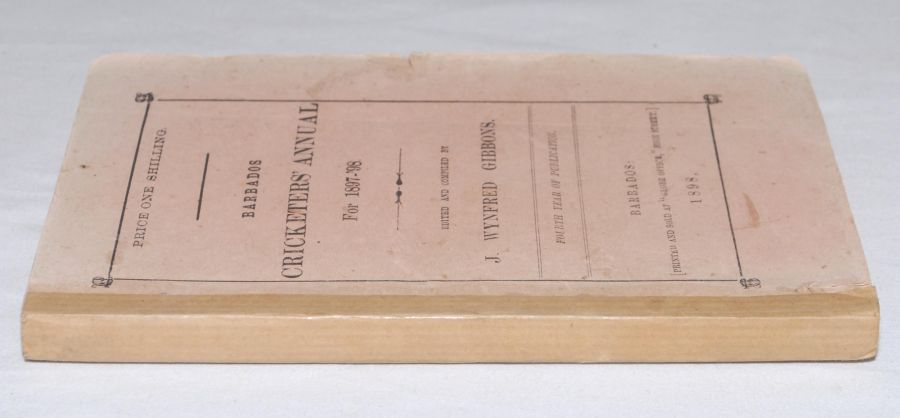 PRICE ONE SHILLING.
BARBADOS
CRICKETERS' ANNUAL
For 1897-'98.
EDITED AND COMPILED BY
J. WYNFRED GIBBONS.
FOURTH YEAR OF PUBLICATION.
BARBADOS:
[PRINTED AND SOLD AT "GLOBE OFFICE," HIGH STREET.]
1898.